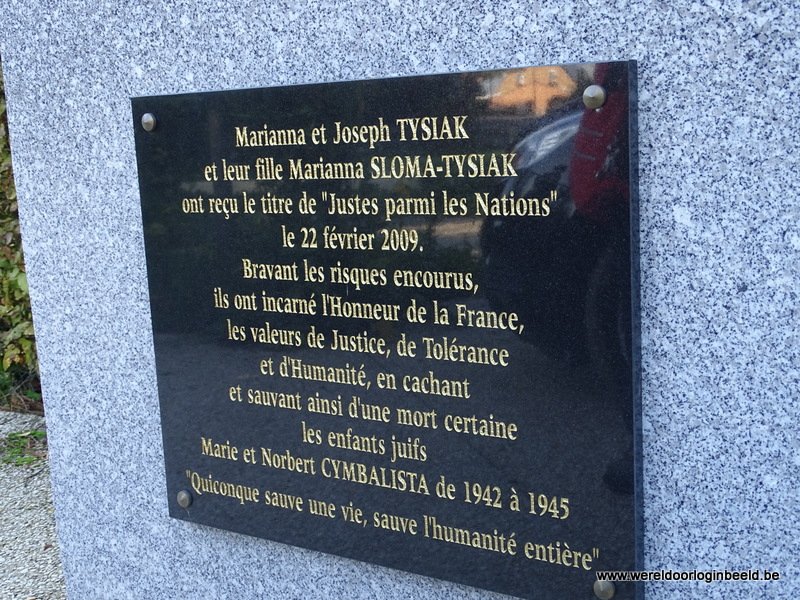 Marianna et Joseph TYSIAK
et leur fille Marianna SLOMA-TYSIAK
ont reçu le titre de "Justes parmi les Nations"
le 22 février 2009.
Bravant les risques encourus,
ils ont incarné l'Honneur de la France,
les valeurs de Justice, de Tolérance
et d'Humanité, en cachant
et sauvant ainsi d'une mort certaine
les enfants juifs
Marie et Norbert CYMBALISTA de 1942 à 1945
"Quiconque sauve une vie, sauve l'humanité entière"
www.wereldoorloginbeeld.be